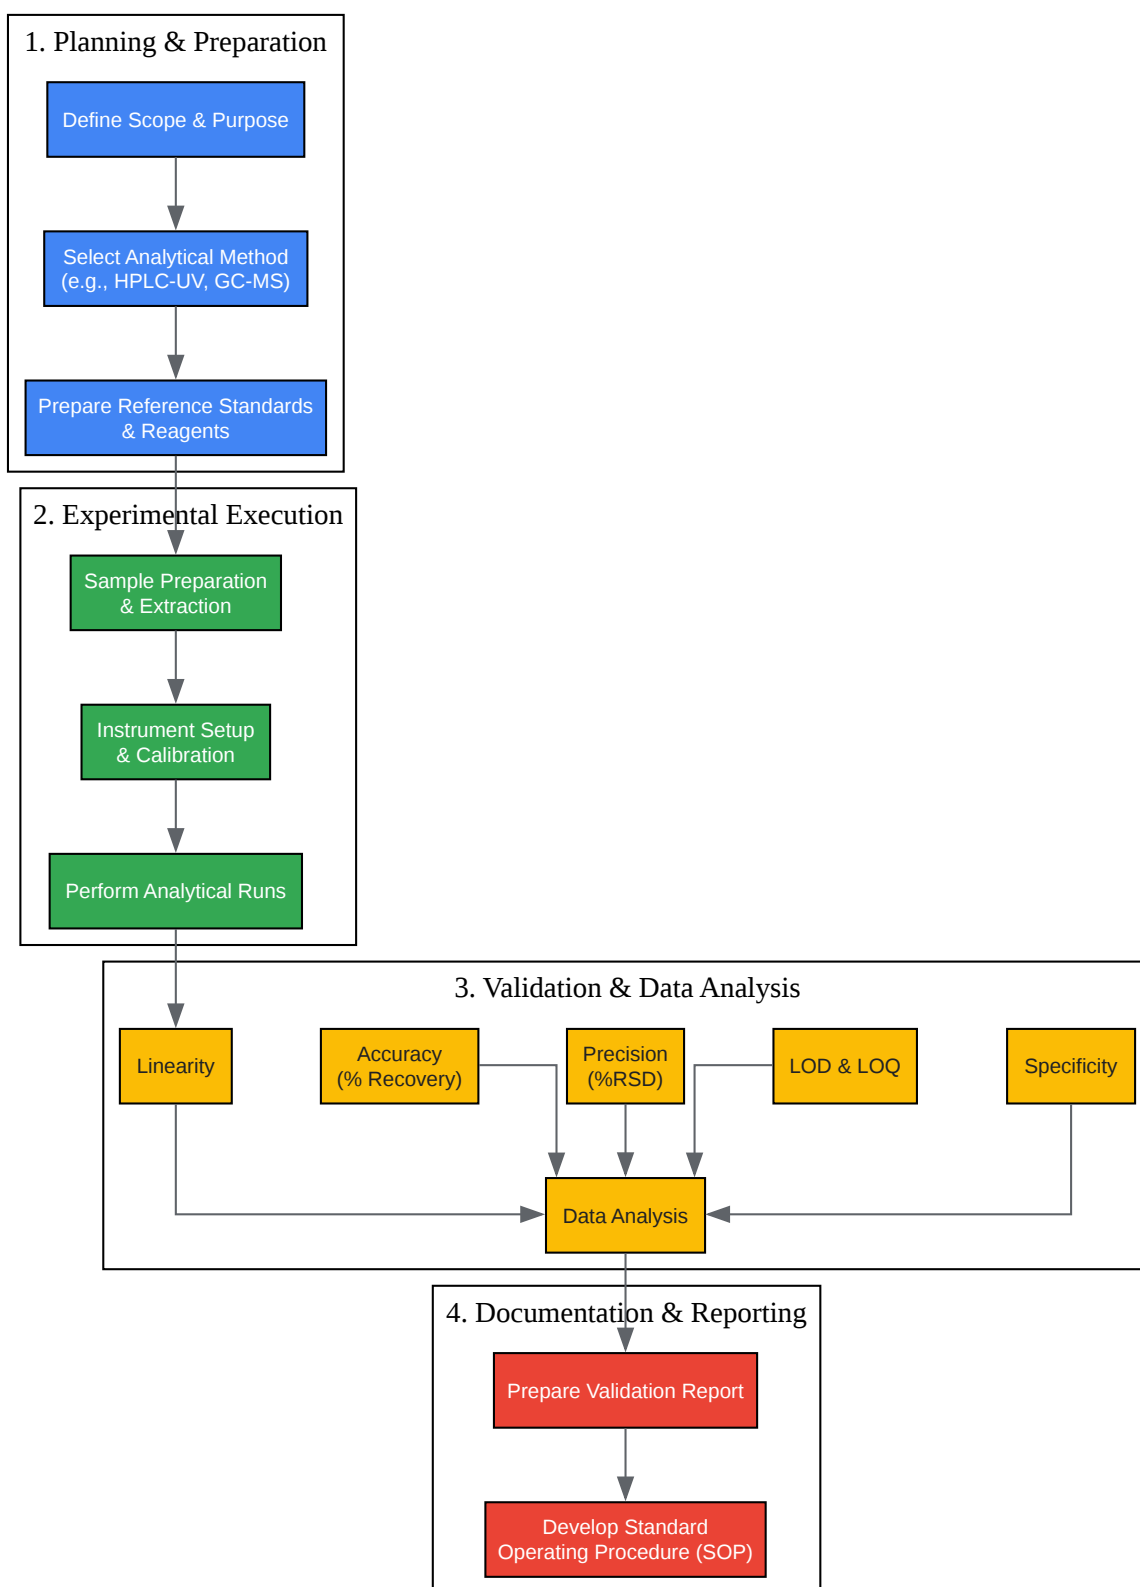 1. Planning & Preparation
Define Scope & Purpose
Select Analytical Method
(e.g., HPLC-UV, GC-MS)
Prepare Reference Standards
& Reagents
2. Experimental Execution
Sample Preparation
& Extraction
Instrument Setup
& Calibration
Perform Analytical Runs
3. Validation & Data Analysis
Linearity
Accuracy
(% Recovery)
Precision
(%RSD)
LOD & LOQ
Specificity
Data Analysis
4. Documentation & Reporting
Prepare Validation Report
Develop Standard
Operating Procedure (SOP)